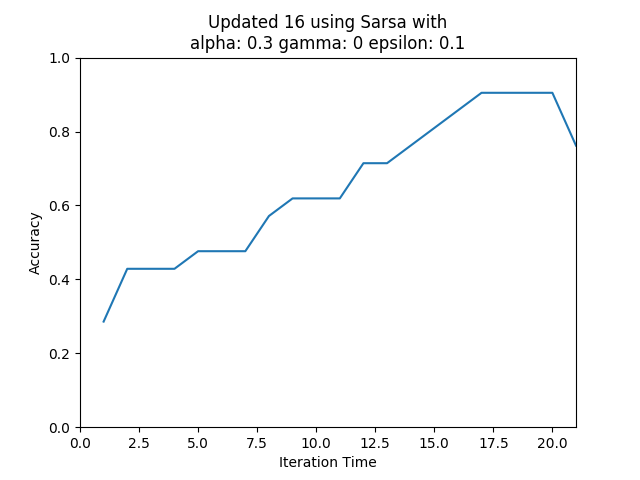 Updated 16 using Sarsa with
alpha: 0.3 gamma: 0 epsilon: 0.1
1.0
0.8
0.6
0.4
0.2
0.0
Accuracy
0.0 2.5 5.0 7.5 10.0 12.5 15.0 17.5 20.0
Iteration Time